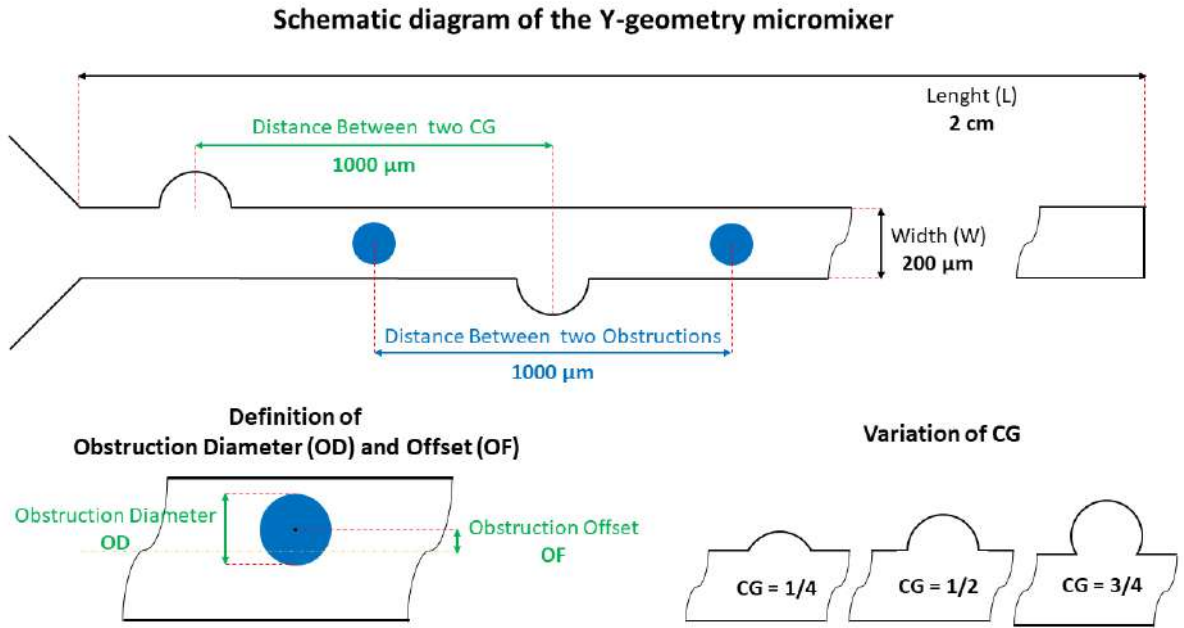 Schematic diagram of the Y-geometry micromixer
Lenght (L)
2 cm
Distance Between two CG
1000 µm
Width (W)
200 µm
Distance Between two Obstructions
1000 µm
Definition of
Obstruction Diameter (OD) and Offset (OF)
Obstruction Diameter
OD
Obstruction Offset
OF
Variation of CG
CG = 1/4
CG = 1/2
CG = 3/4